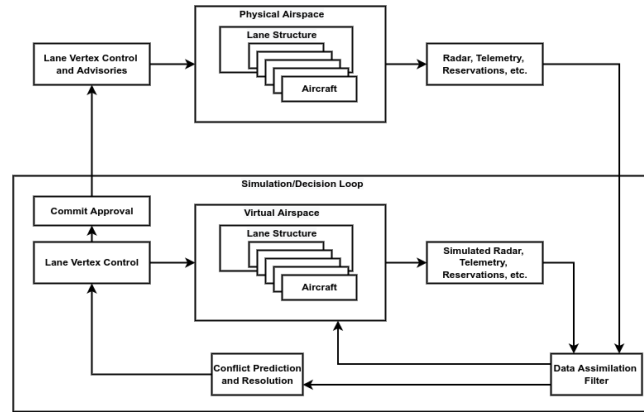 Physical Airspace
Lane Structure
Aircraft
Lane Vertex Control
and Advisories
Radar, Telemetry,
Reservations, etc.
Simulation/Decision Loop
Commit Approval
Lane Vertex Control
Virtual Airspace
Lane Structure
Aircraft
Simulated Radar,
Telemetry,
Reservations, etc.
Conflict Prediction
and Resolution
Data Assimilation
Filter